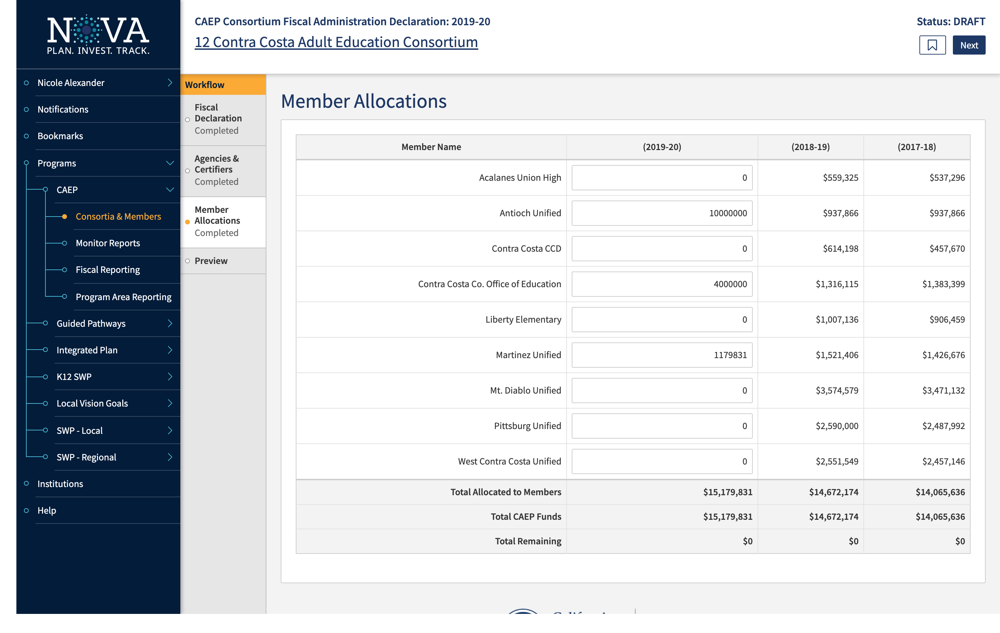 NOVA
PLAN. INVEST. TRACK.
Nicole Alexander
Notifications
Bookmarks
Programs
CAEP
Consortia & Members
Monitor Reports
Fiscal Reporting
Program Area Reporting
Guided Pathways
Integrated Plan
K12 SWP
Local Vision Goals
SWP - Local
SWP - Regional
Institutions
Help
CAEP Consortium Fiscal Administration Declaration: 2019-20
12 Contra Costa Adult Education Consortium
Status: DRAFT
Next
Workflow
Fiscal
Declaration
Completed
Agencies &
Certifiers
Completed
Member
Allocations
Completed
Preview
Member Allocations
Member Name (2019-20) (2018-19) (2017-18)
Acalanes Union High 0 $559,325 $537,296
Antioch Unified 10000000 $937,866 $937,866
Contra Costa CCD 0 $614,198 $457,670
Contra Costa Co. Office of Education 4000000 $1,316,115 $1,383,399
Liberty Elementary 0 $1,007,136 $906,459
Martinez Unified 1179831 $1,521,406 $1,426,676
Mt. Diablo Unified 0 $3,574,579 $3,471,132
Pittsburg Unified 0 $2,590,000 $2,487,992
West Contra Costa Unified 0 $2,551,549 $2,457,146
Total Allocated to Members $15,179,831 $14,672,174 $14,065,636
Total CAEP Funds $15,179,831 $14,672,174 $14,065,636
Total Remaining $0 $0 $0